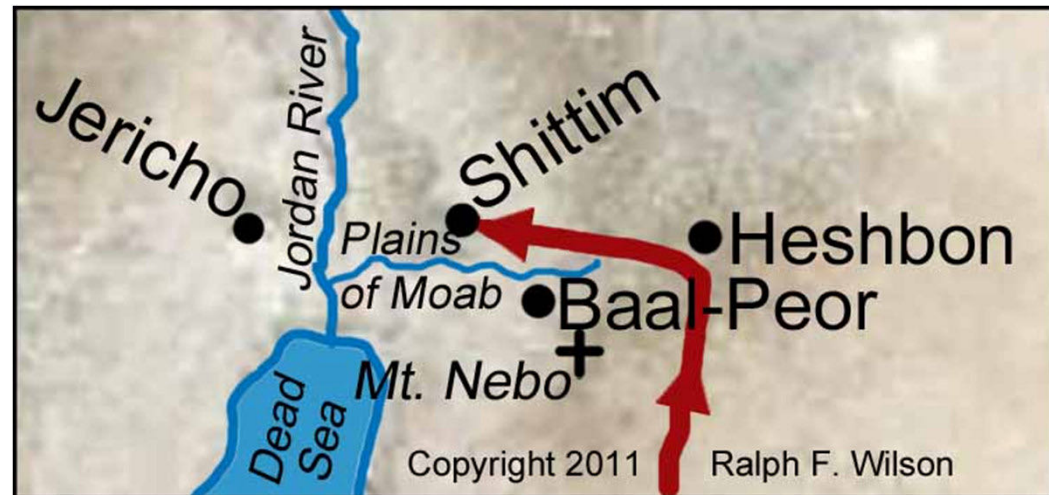 Jericho
Jordan River
Shittim
Plains
of Moab
Heshbon
Baal-Peor
Mt. Nebo
Dead
Sea
Copyright 2011 Ralph F. Wilson